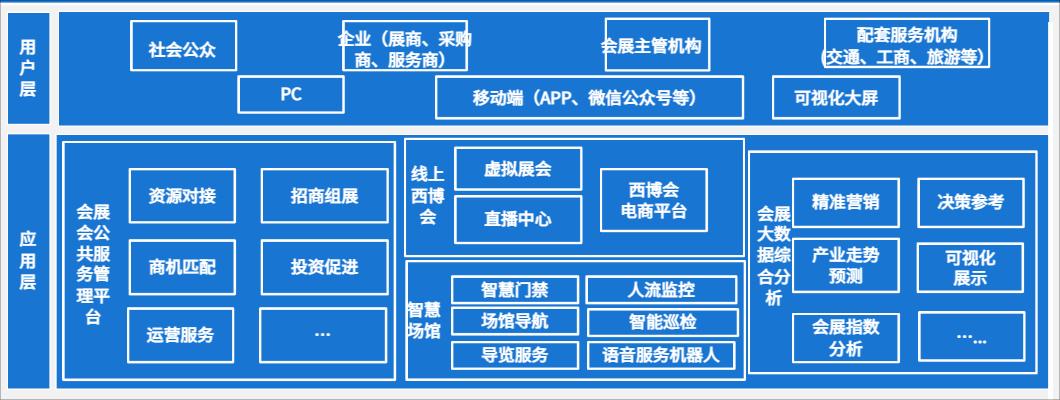 用
户
层
社会公众
企业（展商、采购
商、服务商）
会展主管机构
配套服务机构
（交通、工商、旅游等）
PC
移动端（APP、微信公众号等）
可视化大屏
应
用
层
会展
会公
共服
务管
理平
台
资源对接
招商组展
商机匹配
投资促进
运营服务
...
线上
西博
会
虚拟展会
直播中心
西博会
电商平台
智慧
场馆
智慧门禁
人流监控
场馆导航
智能巡检
导览服务
语音服务机器人
会展
大数
据综
合分
析
精准营销
决策参考
产业走势
预测
可视化
展示
会展指数
分析
......